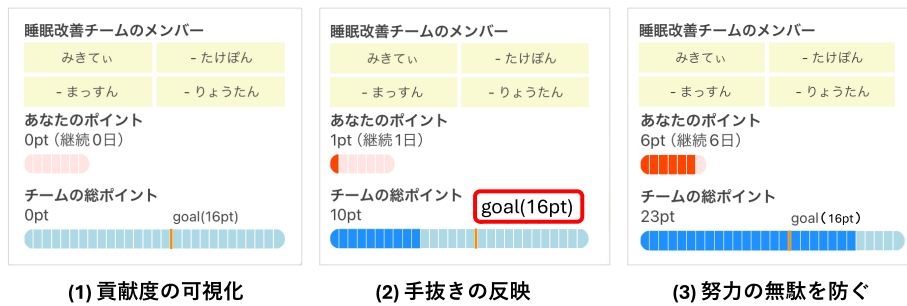 睡眠改善チームのメンバー
みきてぃ
- たけぽん
- まっすん
- りょうたん
あなたのポイント
0pt（継続0日）
チームの総ポイント
0pt
goal(16pt)
(1) 貢献度の可視化
睡眠改善チームのメンバー
みきてぃ
- たけぽん
- まっすん
- りょうたん
あなたのポイント
1pt（継続1日）
チームの総ポイント
10pt
goal(16pt)
(2) 手抜きの反映
睡眠改善チームのメンバー
みきてぃ
- たけぽん
- まっすん
- りょうたん
あなたのポイント
6pt（継続6日）
チームの総ポイント
23pt
goal(16pt)
(3) 努力の無駄を防ぐ